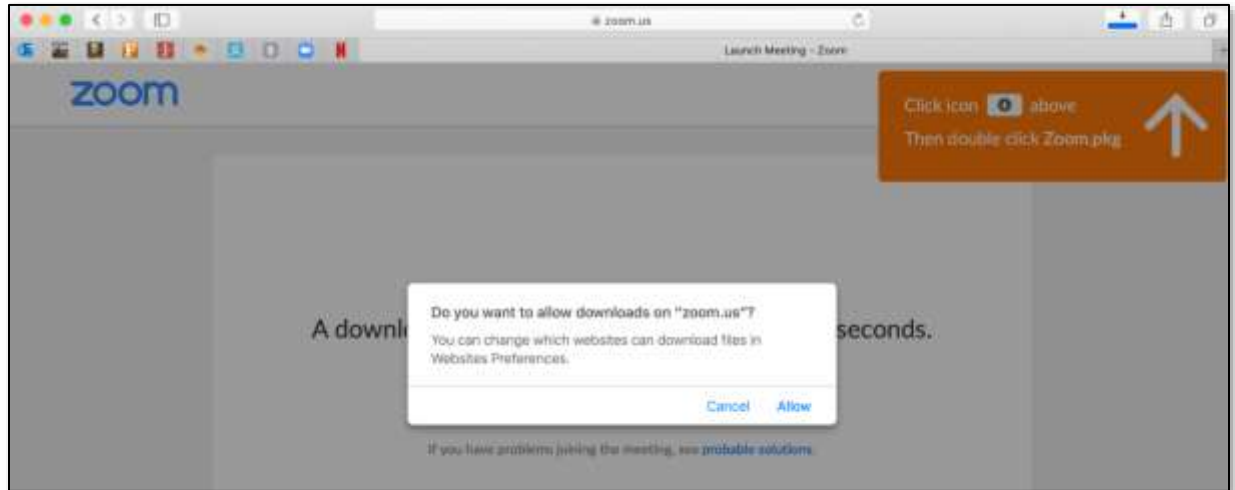 zoom.us
Launch Meeting - Zoom
zoom
Click icon above
Then double click Zoom.pkg
A downl
seconds.
Do you want to allow downloads on "zoom.us"?
You can change which websites can download files in
Websites Preferences.
Cancel Allow
If you have problems joining the meeting, see probable solutions.